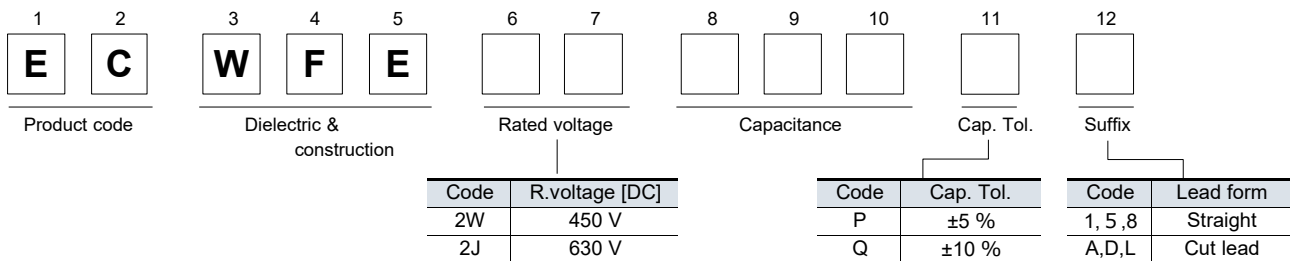 1 2 3 4 5 6 7 8 9 10 11 12
E C W F E
Product code Dielectric & Rated voltage Capacitance Cap. Tol. Suffix
construction
Code R.voltage [DC] Code Cap. Tol. Code Lead form
2W 450 V P ±5 % 1, 5 ,8 Straight
2J 630 V Q ±10 % A,D,L Cut lead